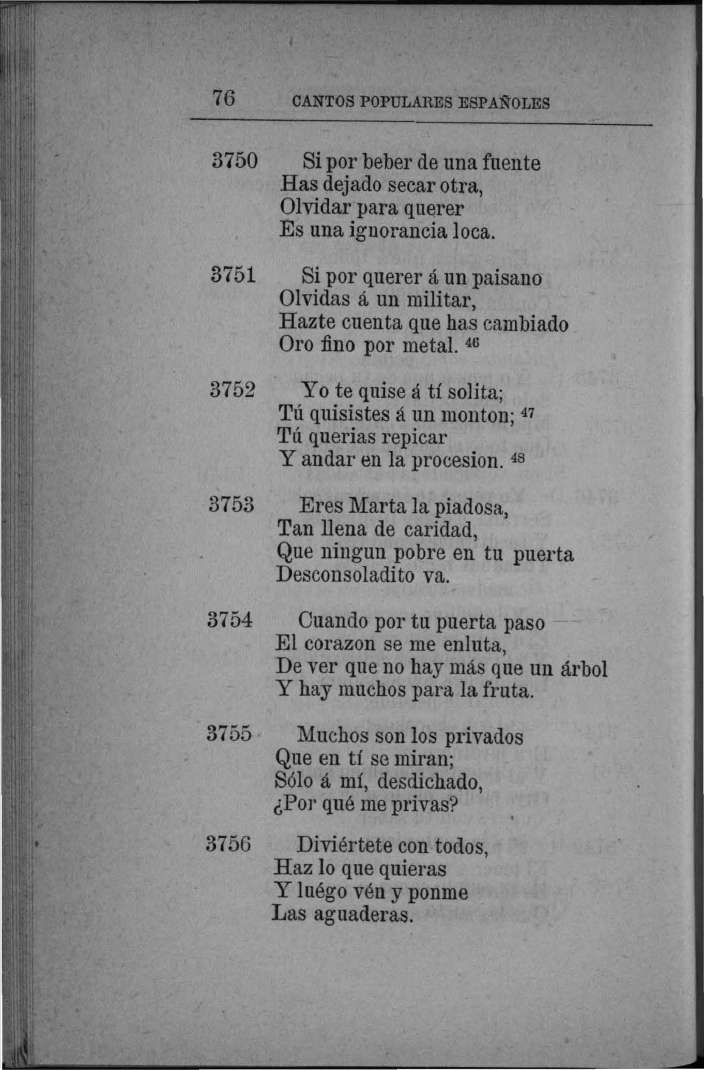 76 CANTOS POPULARES ESPAÑOLES
3750 Si por beber de una fuente
Has dejado secar otra,
Olvidar para querer
Es una ignorancia loca.
3751 Si por querer á un paisano
Olvidas á un militar,
Hazte cuenta que has cambiado
Oro fino por metal. 46
3752 Yo te quise á tí solita;
Tú quisistes á un monton; 47
Tú querias repicar
Y andar en la procesion. 48
3753 Eres Marta la piadosa,
Tan llena de caridad,
Que ningun pobre en tu puerta
Desconsoladito va.
3754 Cuando por tu puerta paso
El corazon se me enluta,
De ver que no hay más que un árbol
Y hay muchos para la fruta.
3755 Muchos son los privados
Que en tí se miran;
Sólo á mí, desdichado,
¿Por qué me privas?
3756 Diviértete con todos,
Haz lo que quieras
Y luégo vén y ponme
Las aguaderas.